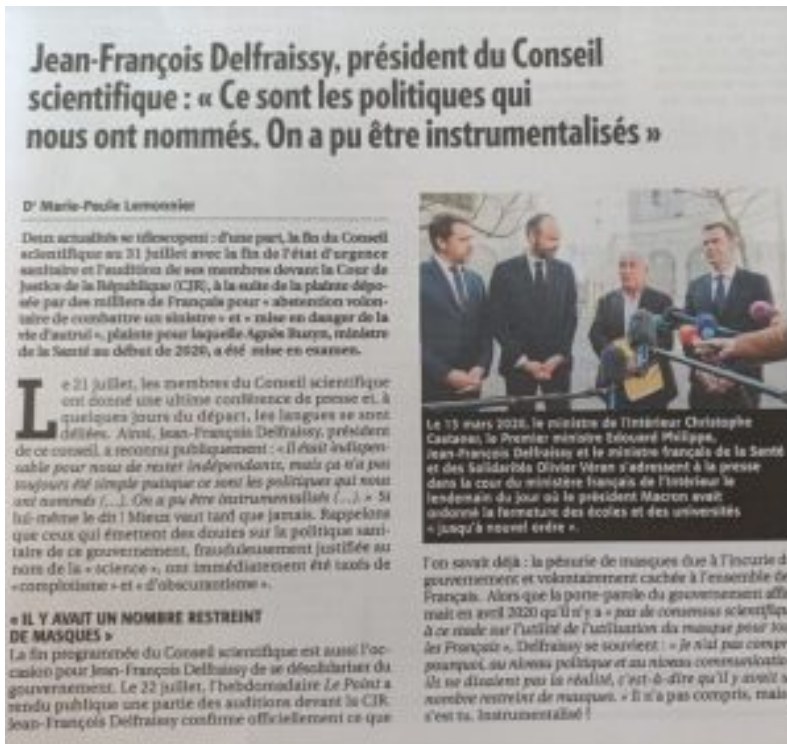 Jean-François Delfraissy, président du Conseil
scientifique : « Ce sont les politiques qui
nous ont nommés. On a pu être instrumentalisés »
Dʳ Marie-Paule Lemonnier
Deux actualités se télescopent : d'une part, la fin du Conseil
scientifique au 31 juillet avec la fin de l'état d'urgence
sanitaire et l'audition de ses membres devant la Cour de
Justice de la République (CJR), à la suite de la plainte dépo-
sée par des milliers de Français pour « abstention volon-
taire de combattre un sinistre » et « mise en danger de la
vie d'autrui », plainte pour laquelle Agnès Buzyn, ministre
de la Santé au début de 2020, a été mise en examen.
Le 21 juillet, les membres du Conseil scientifique
ont donné une ultime conférence de presse et, à
quelques jours du départ, les langues se sont
déliées. Ainsi, Jean-François Delfraissy, président
de ce conseil, a reconnu publiquement : « Il était indispen-
sable pour nous de rester indépendants, mais ça n'a pas
toujours été simple puisque ce sont les politiques qui nous
ont nommés (…). On a pu être instrumentalisés (…). » Si
lui-même le dit ! Mieux vaut tard que jamais. Rappelons
que ceux qui émettent des doutes sur la politique sani-
taire de ce gouvernement, frauduleusement justifiée au
nom de la « science », ont immédiatement été taxés de
« complotisme » et « d'obscurantisme ».
« IL Y AVAIT UN NOMBRE RESTREINT
DE MASQUES »
La fin programmée du Conseil scientifique est aussi l'oc-
casion pour Jean-François Delfraissy de se désolidariser du
gouvernement. Le 22 juillet, l'hebdomadaire Le Point a
rendu publique une partie des auditions devant la CJR.
Jean-François Delfraissy confirme officiellement ce que
Le 15 mars 2020, le ministre de l'Intérieur Christophe
Castaner, le Premier ministre Edouard Philippe,
Jean-François Delfraissy et le ministre français de la Santé
et des Solidarités Olivier Véran s'adressent à la presse
dans la cour du ministère français de l'Intérieur le
lendemain du jour où le président Macron avait
ordonné la fermeture des écoles et des universités
« jusqu'à nouvel ordre ».
l'on savait déjà : la pénurie de masques due à l'incurie d
gouvernement et volontairement cachée à l'ensemble de
Français. Alors que la porte-parole du gouvernement affir
mait en avril 2020 qu'il n'y a « pas de consensus scientifiqu
à ce stade sur l'utilité de l'utilisation du masque pour tou
les Français », Delfraissy se souvient : « Je n'ai pas compr
pourquoi, au niveau politique et au niveau communicatio
ils ne disaient pas la réalité, c'est-à-dire qu'il y avait u
nombre restreint de masques. » Il n'a pas compris, mais
s'est tu. Instrumentalisé !